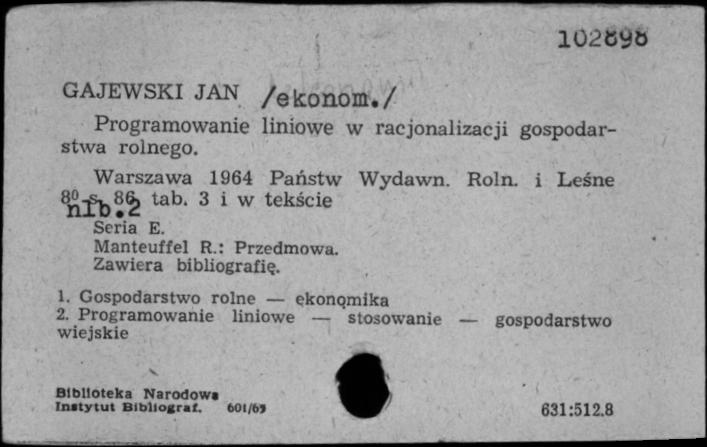 102898
GAJEWSKI JAN /ekonom./
Programowanie liniowe w racjonalizacji gospodar-
stwa rolnego.
Warszawa 1964 Państw Wydawn. Roln. i Leśne
8⁰ s. 86, tab. 3 i w tekście
nlb.2
Seria E.
Manteuffel R.: Przedmowa.
Zawiera bibliografię.
1. Gospodarstwo rolne — ekonomika
2. Programowanie liniowe — stosowanie — gospodarstwo
wiejskie
Biblioteka Narodowa
Instytut Bibliograf. 601/65
631:512.8